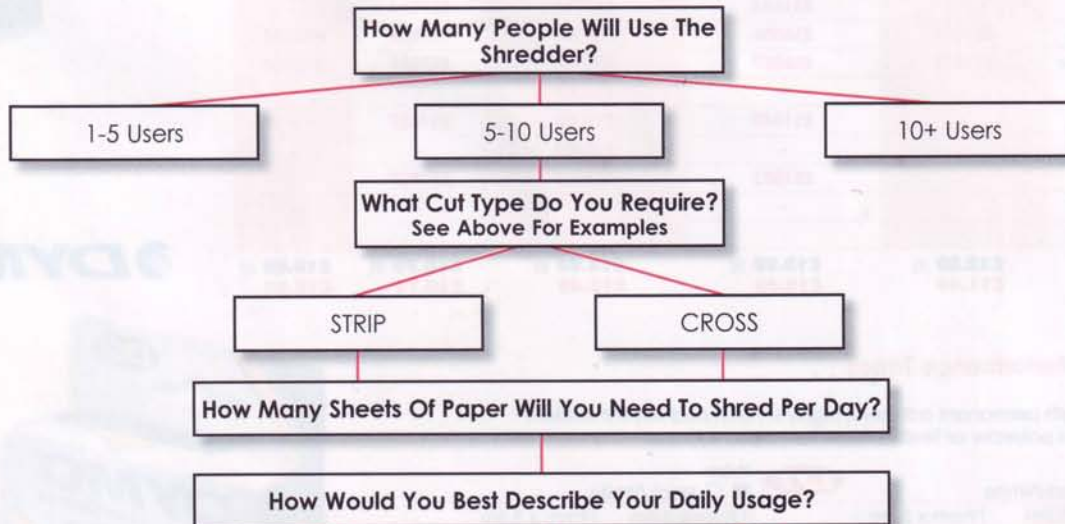 How Many People Will Use The
Shredder?
1-5 Users
5-10 Users
10+ Users
What Cut Type Do You Require?
See Above For Examples
STRIP
CROSS
How Many Sheets Of Paper Will You Need To Shred Per Day?
How Would You Best Describe Your Daily Usage?